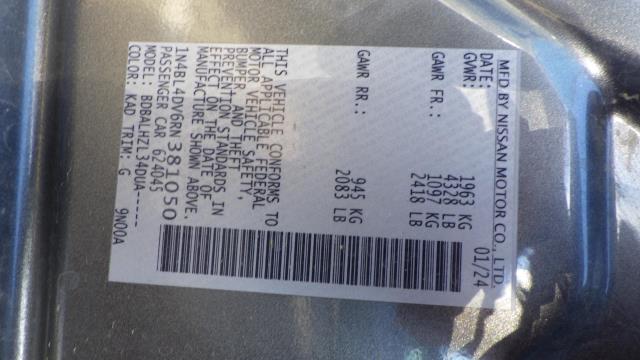 MFD BY NISSAN MOTOR CO., LTD.
DATE: 01/24
GVWR: 1963 KG
4328 LB
GAWR FR.: 1097 KG
2418 LB
GAWR RR.: 945 KG
2083 LB
THIS VEHICLE CONFORMS TO
ALL APPLICABLE FEDERAL
MOTOR VEHICLE SAFETY,
BUMPER, AND THEFT
PREVENTION STANDARDS IN
EFFECT ON THE DATE OF
MANUFACTURE SHOWN ABOVE.
1N4BL4DV6RN381050
PASSENGER CAR 624045
MODEL: BDBALHZL34DUA-----
COLOR: KAD TRIM: G 9N00A